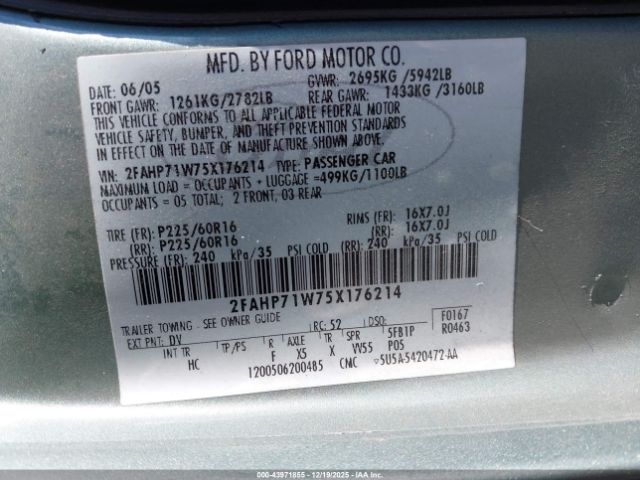 MFD. BY FORD MOTOR CO.
DATE: 06/05 GVWR: 2695KG/5942LB
FRONT GAWR: 1261KG/2782LB REAR GAWR: 1433KG/3160LB
THIS VEHICLE CONFORMS TO ALL APPLICABLE FEDERAL MOTOR
VEHICLE SAFETY, BUMPER, AND THEFT PREVENTION STANDARDS
IN EFFECT ON THE DATE OF MANUFACTURE SHOWN ABOVE.
VIN: 2FAHP71W75X176214 TYPE: PASSENGER CAR
MAXIMUM LOAD = OCCUPANTS + LUGGAGE =499KG/1100LB
OCCUPANTS = 05 TOTAL; 2 FRONT, 03 REAR
TIRE (FR): P225/60R16 RIMS (FR): 16X7.0J
(RR): P225/60R16 (RR): 16X7.0J
PRESSURE (FR): 240 kPa/35 PSI COLD (RR): 240 kPa/35 PSI COLD
2FAHP71W75X176214
TRAILER TOWING - SEE OWNER GUIDE
EXT PNT: DV RC: 52 DSO: F0167
R0463
INT TR TP/PS R AXLE TR SPR 5FB1P
HC F X5 X VV55 P05
1200506200485 CMC ▽5U5A-5420472-AA
IAA - 43971855 - 12/19/2025 - CARFAST.EXPRESS